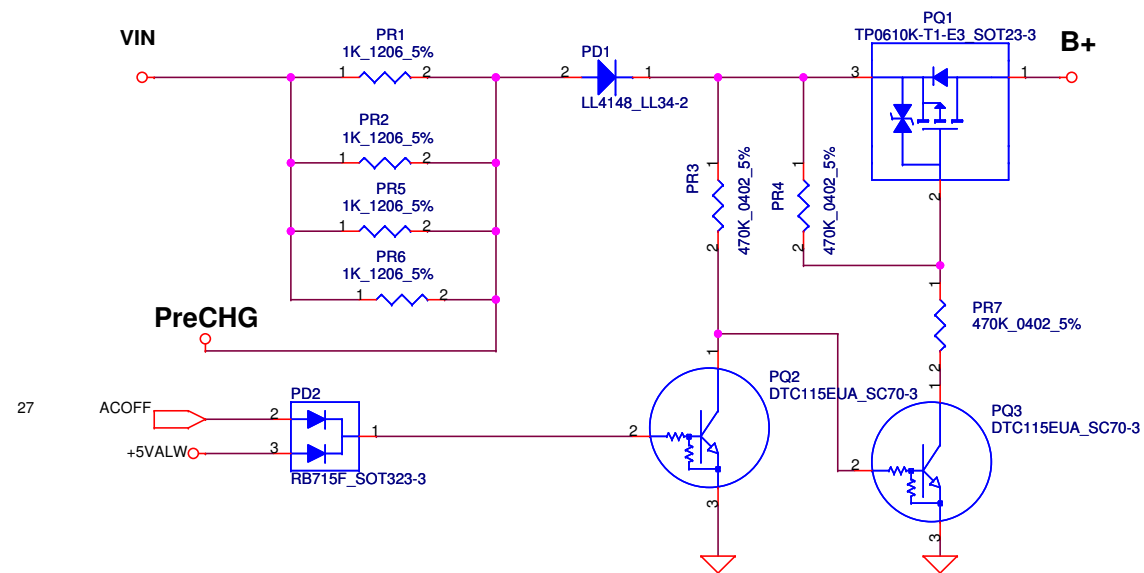 VIN
PR1
1K_1206_5%
1
2
PR2
1K_1206_5%
1
2
PR5
1K_1206_5%
1
2
PR6
1K_1206_5%
1
2
PreCHG
PD1
2
1
LL4148_LL34-2
PQ1
TP0610K-T1-E3_SOT23-3
B+
3
1
2
PR3
470K_0402_5%
1
2
PR4
470K_0402_5%
1
2
PR7
470K_0402_5%
1
2
27
ACOFF
+5VALW
PD2
2
3
1
RB715F_SOT323-3
PQ2
DTC115EUA_SC70-3
1
2
3
PQ3
DTC115EUA_SC70-3
1
2
3